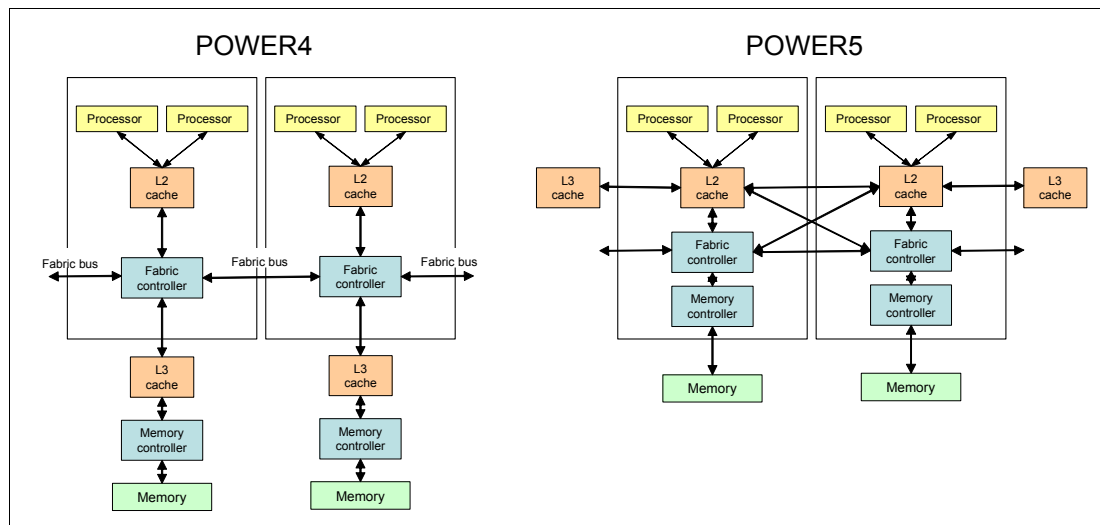 POWER4
POWER5
Processor
Processor
Processor
Processor
L2
cache
L2
cache
Fabric bus
Fabric
controller
Fabric bus
Fabric
controller
Fabric bus
L3
cache
L3
cache
Memory
controller
Memory
controller
Memory
Memory
Processor
Processor
Processor
Processor
L3
cache
L2
cache
L2
cache
L3
cache
Fabric
controller
Fabric
controller
Memory
controller
Memory
controller
Memory
Memory